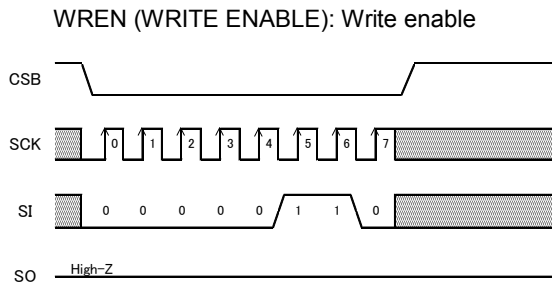 WREN (WRITE ENABLE): Write enable
CSB
SCK 0 1 2 3 4 5 6 7
SI 0 0 0 0 0 1 1 0
High-Z
SO